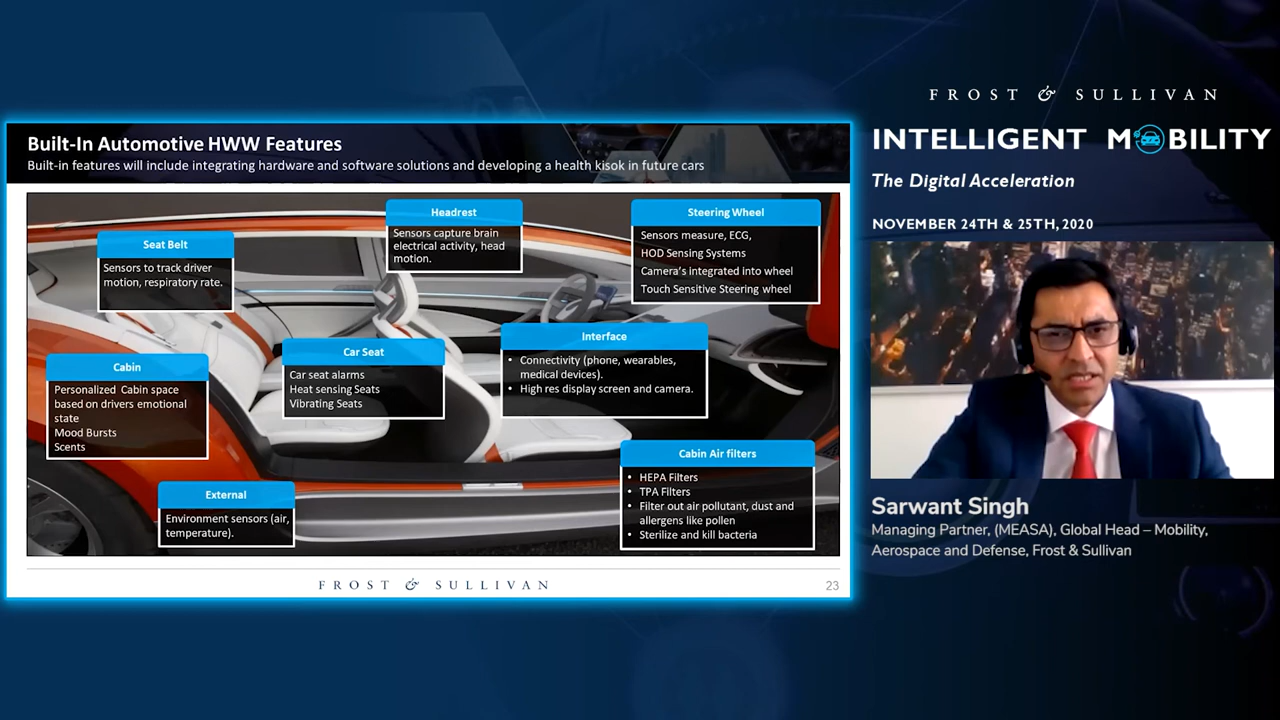 Built-In Automotive HWW Features
Built-in features will include integrating hardware and software solutions and developing a health kisok in future cars
Seat Belt
Sensors to track driver
motion, respiratory rate.
Headrest
Sensors capture brain
electrical activity, head
motion.
Steering Wheel
Sensors measure, ECG,
HOD Sensing Systems
Camera's integrated into wheel
Touch Sensitive Steering wheel
Cabin
Personalized Cabin space
based on drivers emotional
state
Mood Bursts
Scents
Car Seat
Car seat alarms
Heat sensing Seats
Vibrating Seats
Interface
• Connectivity (phone, wearables,
medical devices).
• High res display screen and camera.
External
Environment sensors (air,
temperature).
Cabin Air filters
• HEPA Filters
• TPA Filters
• Filter out air pollutant, dust and
allergens like pollen
• Sterilize and kill bacteria
FROST & SULLIVAN
23
FROST & SULLIVAN
INTELLIGENT MOBILITY
The Digital Acceleration
NOVEMBER 24TH & 25TH, 2020
Sarwant Singh
Managing Partner, (MEASA), Global Head – Mobility,
Aerospace and Defense, Frost & Sullivan